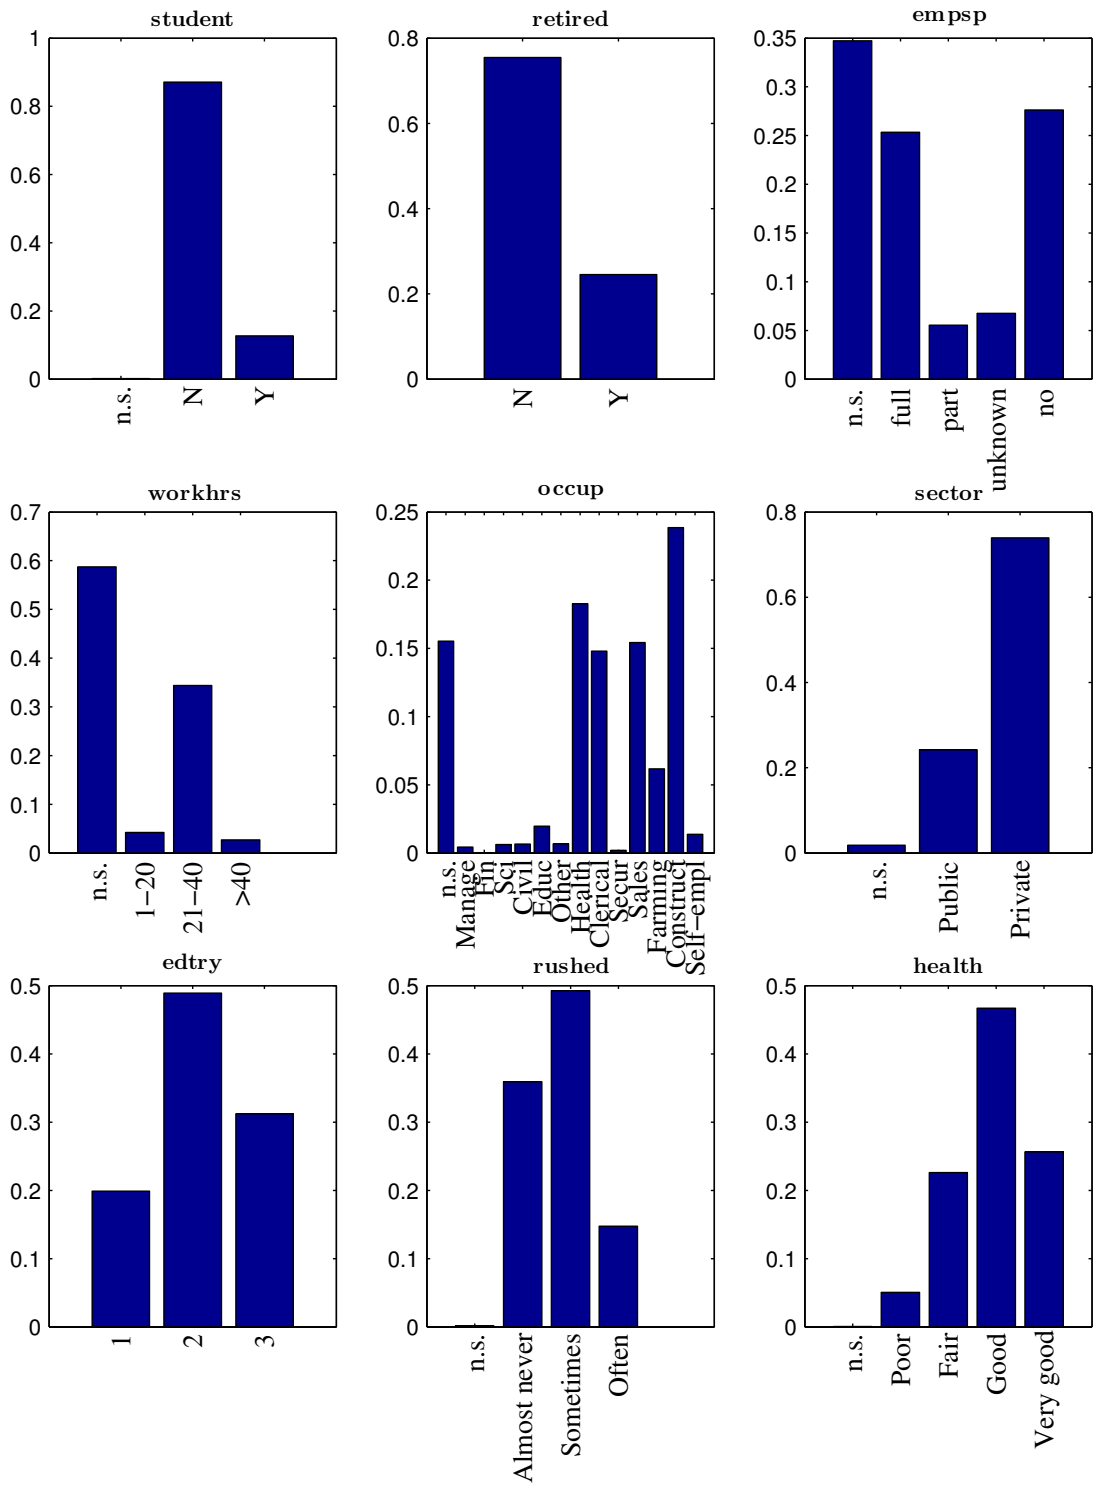 student
1
0.8
0.6
0.4
0.2
0
n.s.
N
Y
retired
0.8
0.6
0.4
0.2
0
N
Y
empsp
0.35
0.3
0.25
0.2
0.15
0.1
0.05
0
n.s.
full
part
unknown
no
workhrs
0.7
0.6
0.5
0.4
0.3
0.2
0.1
0
n.s.
1−20
21−40
>40
occup
0.25
0.2
0.15
0.1
0.05
0
n.s.
Manage
Fin
Sci
Civil
Educ
Other
Health
Clerical
Secur
Sales
Farming
Construct
Self−empl
sector
0.8
0.6
0.4
0.2
0
n.s.
Public
Private
edtry
0.5
0.4
0.3
0.2
0.1
0
1
2
3
rushed
0.5
0.4
0.3
0.2
0.1
0
n.s.
Almost never
Sometimes
Often
health
0.5
0.4
0.3
0.2
0.1
0
n.s.
Poor
Fair
Good
Very good